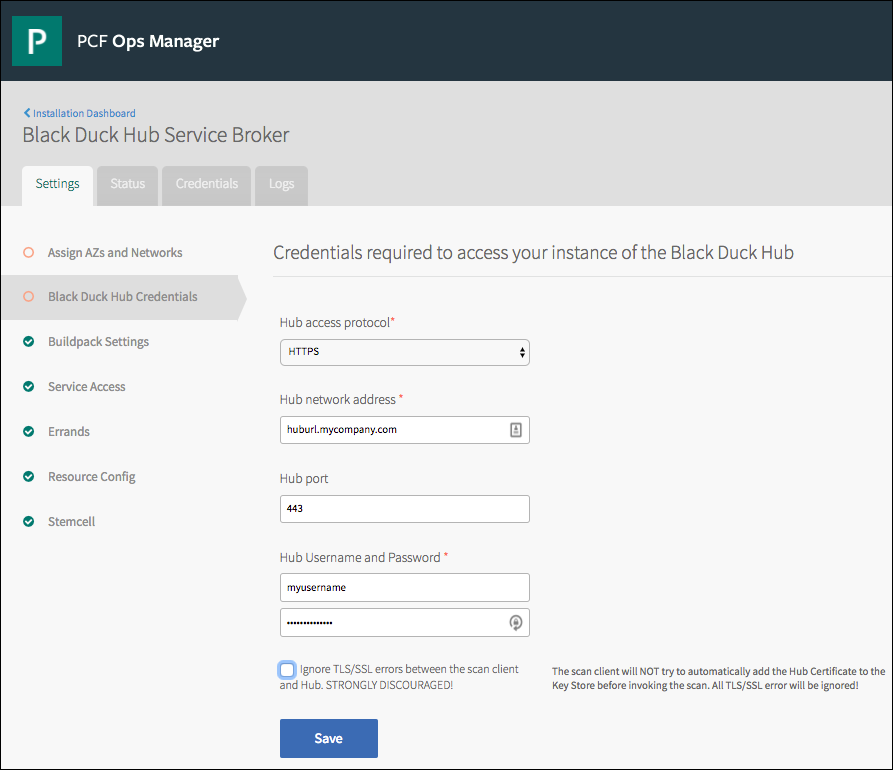 P
PCF Ops Manager
Installation Dashboard
Black Duck Hub Service Broker
Settings Status Credentials Logs
Assign AZs and Networks
Black Duck Hub Credentials
Buildpack Settings
Service Access
Errands
Resource Config
Stemcell
Credentials required to access your instance of the Black Duck Hub
Hub access protocol*
HTTPS
Hub network address *
huburl.mycompany.com
Hub port
443
Hub Username and Password *
myusername
••••••••••••••
Ignore TLS/SSL errors between the scan client
and Hub. STRONGLY DISCOURAGED!
The scan client will NOT try to automatically add the Hub Certificate to the
Key Store before invoking the scan. All TLS/SSL error will be ignored!
Save